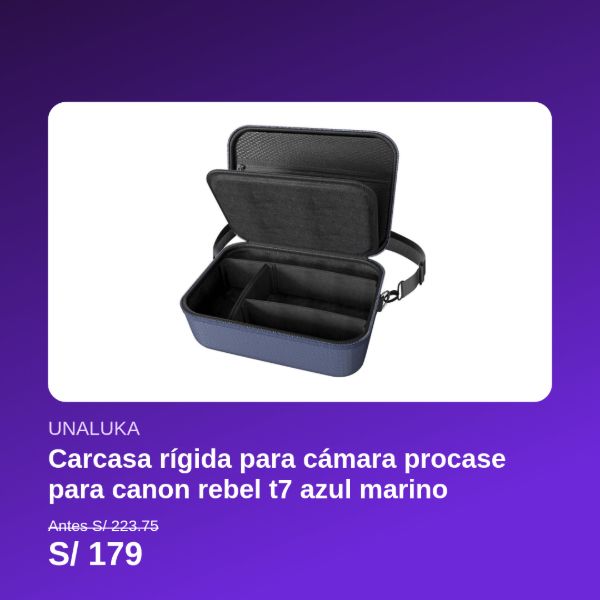 UNALUKA
Carcasa rígida para cámara procase
para canon rebel t7 azul marino
Antes S/ 223.75
S/ 179